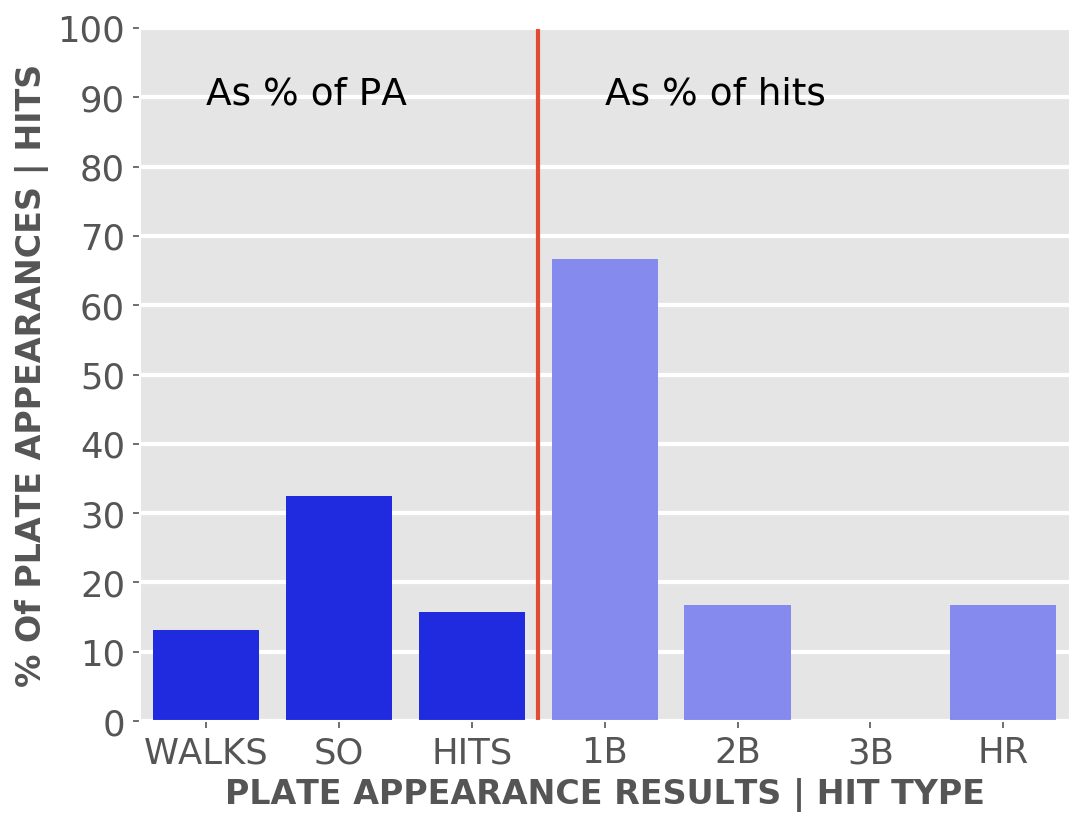 % Of PLATE APPEARANCES | HITS
100
90
80
70
60
50
40
30
20
10
0
As % of PA
As % of hits
WALKS SO HITS 1B 2B 3B HR
PLATE APPEARANCE RESULTS | HIT TYPE